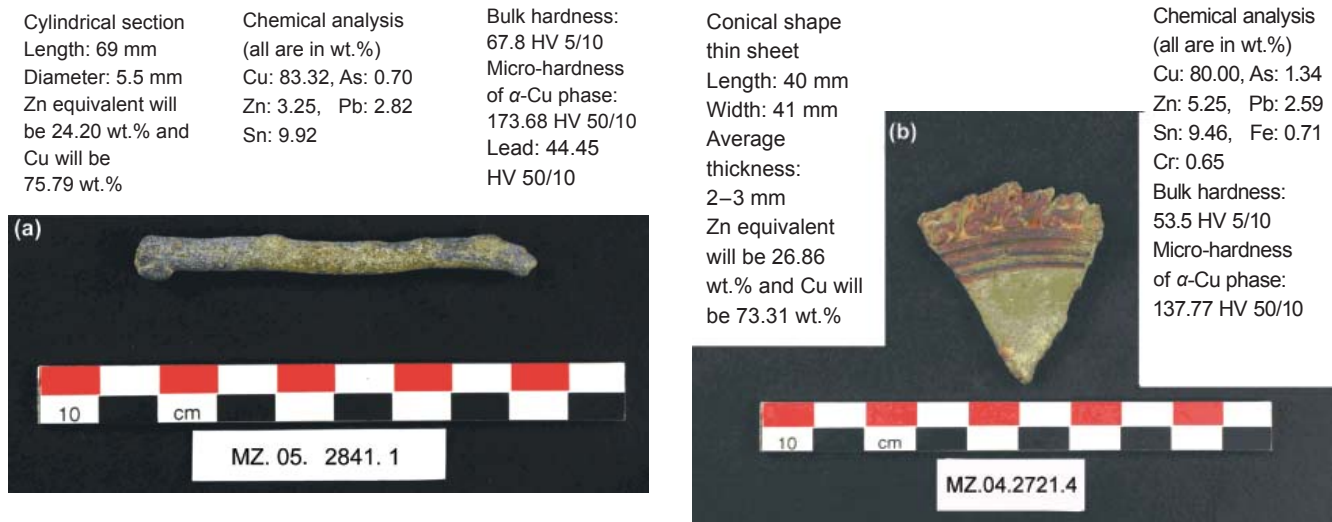 Cylindrical section
Length: 69 mm
Diameter: 5.5 mm
Zn equivalent will
be 24.20 wt.% and
Cu will be
75.79 wt.%
Chemical analysis
(all are in wt.%)
Cu: 83.32, As: 0.70
Zn: 3.25, Pb: 2.82
Sn: 9.92
Bulk hardness:
67.8 HV 5/10
Micro-hardness
of α-Cu phase:
173.68 HV 50/10
Lead: 44.45
HV 50/10
(a)
10 cm
MZ. 05. 2841. 1
Conical shape
thin sheet
Length: 40 mm
Width: 41 mm
Average
thickness:
2–3 mm
Zn equivalent
will be 26.86
wt.% and Cu will
be 73.31 wt.%
(b)
Chemical analysis
(all are in wt.%)
Cu: 80.00, As: 1.34
Zn: 5.25, Pb: 2.59
Sn: 9.46, Fe: 0.71
Cr: 0.65
Bulk hardness:
53.5 HV 5/10
Micro-hardness
of α-Cu phase:
137.77 HV 50/10
10 cm
MZ.04.2721.4